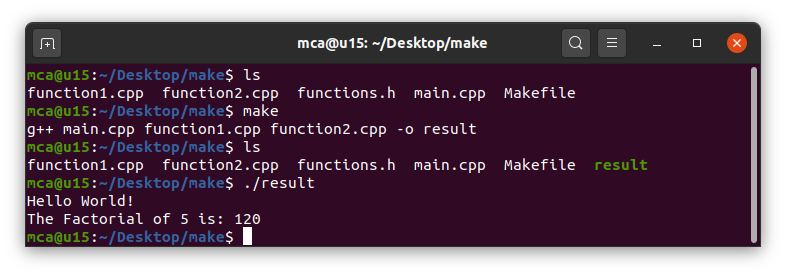 mca@u15: ~/Desktop/make
mca@u15:~/Desktop/make$ ls
function1.cpp  function2.cpp  functions.h  main.cpp  Makefile
mca@u15:~/Desktop/make$ make
g++ main.cpp function1.cpp function2.cpp -o result
mca@u15:~/Desktop/make$ ls
function1.cpp  function2.cpp  functions.h  main.cpp  Makefile  result
mca@u15:~/Desktop/make$ ./result
Hello World!
The Factorial of 5 is: 120
mca@u15:~/Desktop/make$